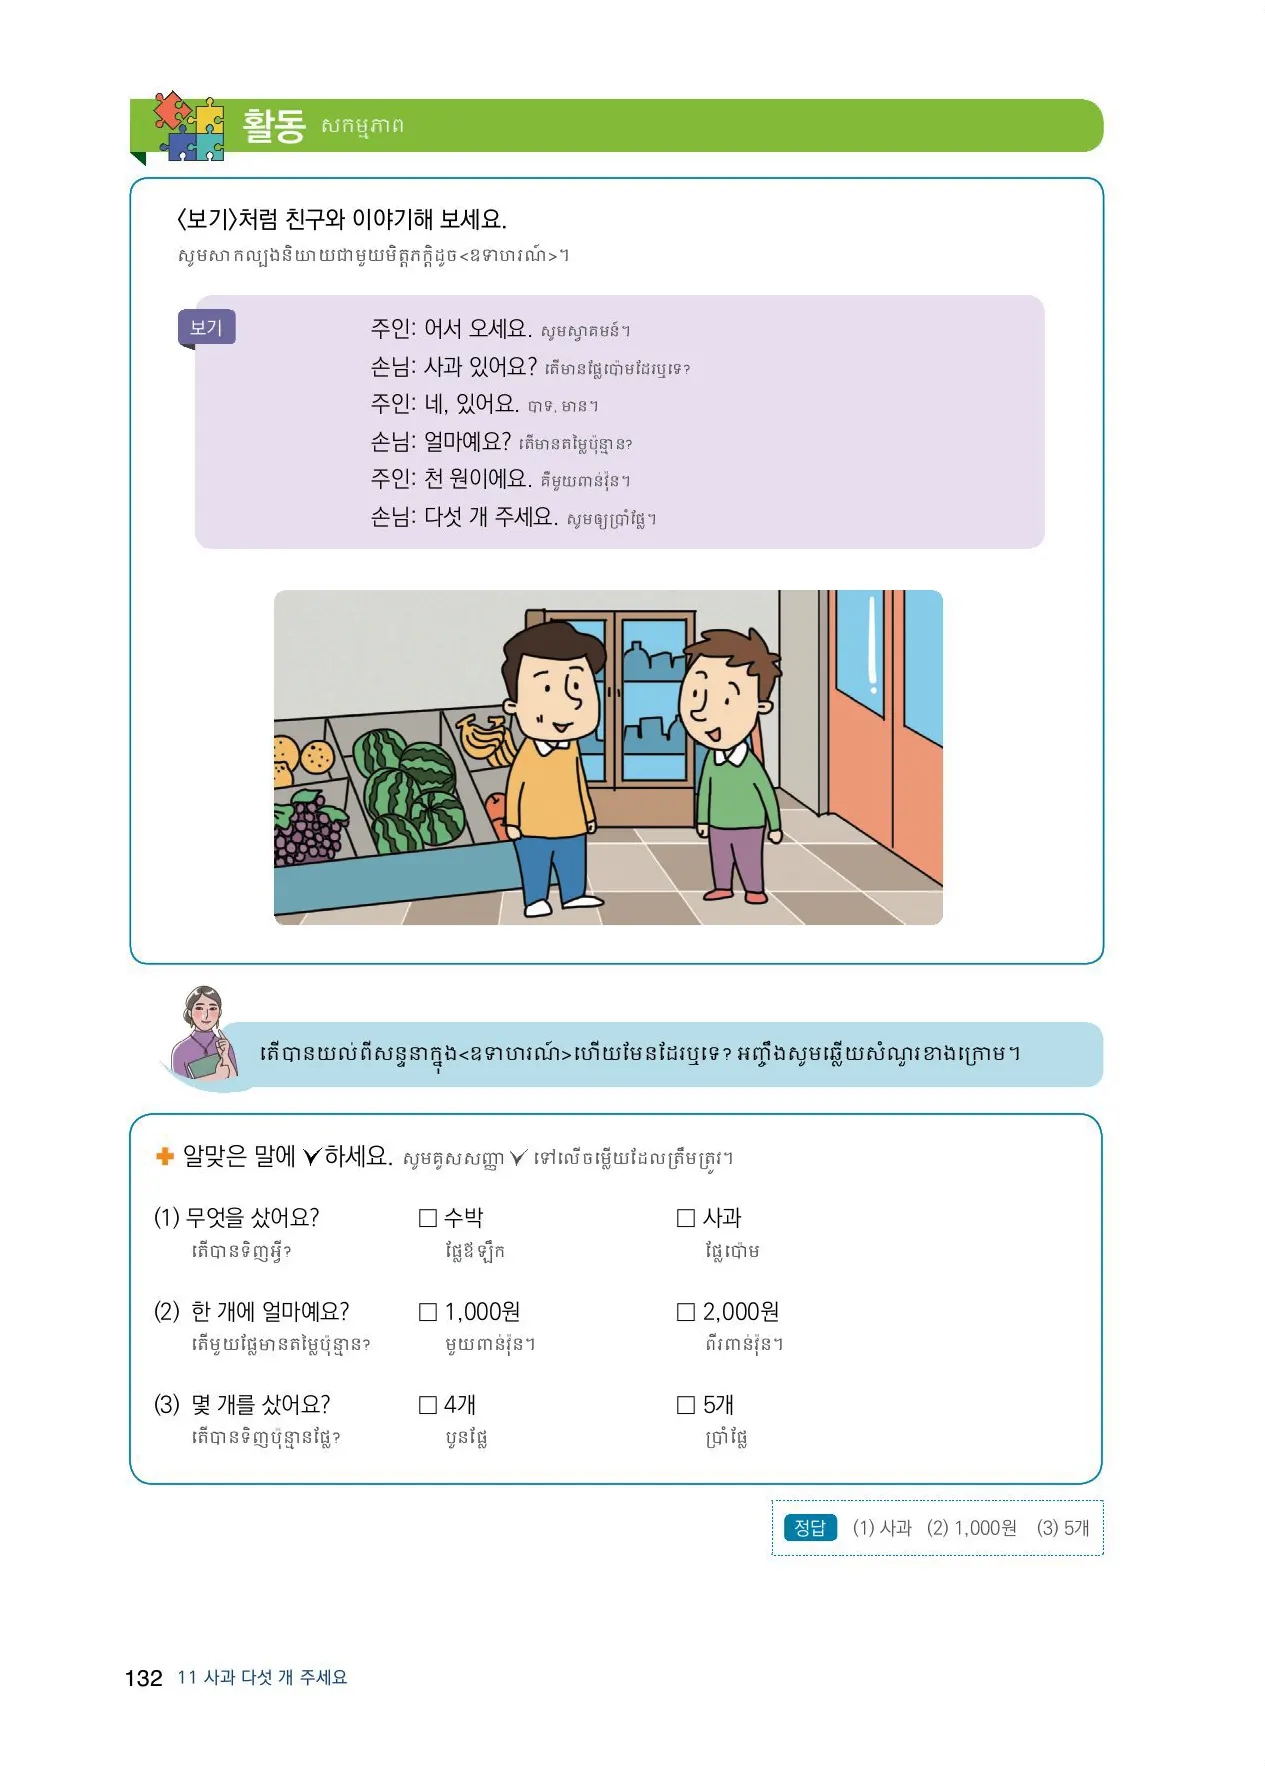 활동 សកម្មភាព
<보기>처럼 친구와 이야기해 보세요.
សូមសាកល្បងនិយាយជាមួយមិត្តភក្តិដូច<ឧទាហរណ៍>។
보기
주인: 어서 오세요. សូមស្វាគមន៍។
손님: 사과 있어요? តើមានផ្លែប៉ោមដែរឬទេ?
주인: 네, 있어요. បាទ, មាន។
손님: 얼마예요? តើមានតម្លៃប៉ុន្មាន?
주인: 천 원이에요. គឺមួយពាន់វ៉ុន។
손님: 다섯 개 주세요. សូមឲ្យប្រាំផ្លែ។
តើបានយល់ពីសន្ទនាក្នុង<ឧទាហរណ៍>ហើយមែនដែរឬទេ? អញ្ចឹងសូមឆ្លើយសំណួរខាងក្រោម។
✚ 알맞은 말에 ✓하세요. សូមគូសសញ្ញា ✓ ទៅលើចម្លើយដែលត្រឹមត្រូវ។
(1) 무엇을 샀어요? □ 수박 □ 사과
តើបានទិញអ្វី? ផ្លែឪឡឹក ផ្លែប៉ោម
(2) 한 개에 얼마예요? □ 1,000원 □ 2,000원
តើមួយផ្លែមានតម្លៃប៉ុន្មាន? មួយពាន់វ៉ុន។ ពីរពាន់វ៉ុន។
(3) 몇 개를 샀어요? □ 4개 □ 5개
តើបានទិញប៉ុន្មានផ្លែ? បួនផ្លែ ប្រាំផ្លែ
정답 (1) 사과 (2) 1,000원 (3) 5개
132 11 사과 다섯 개 주세요